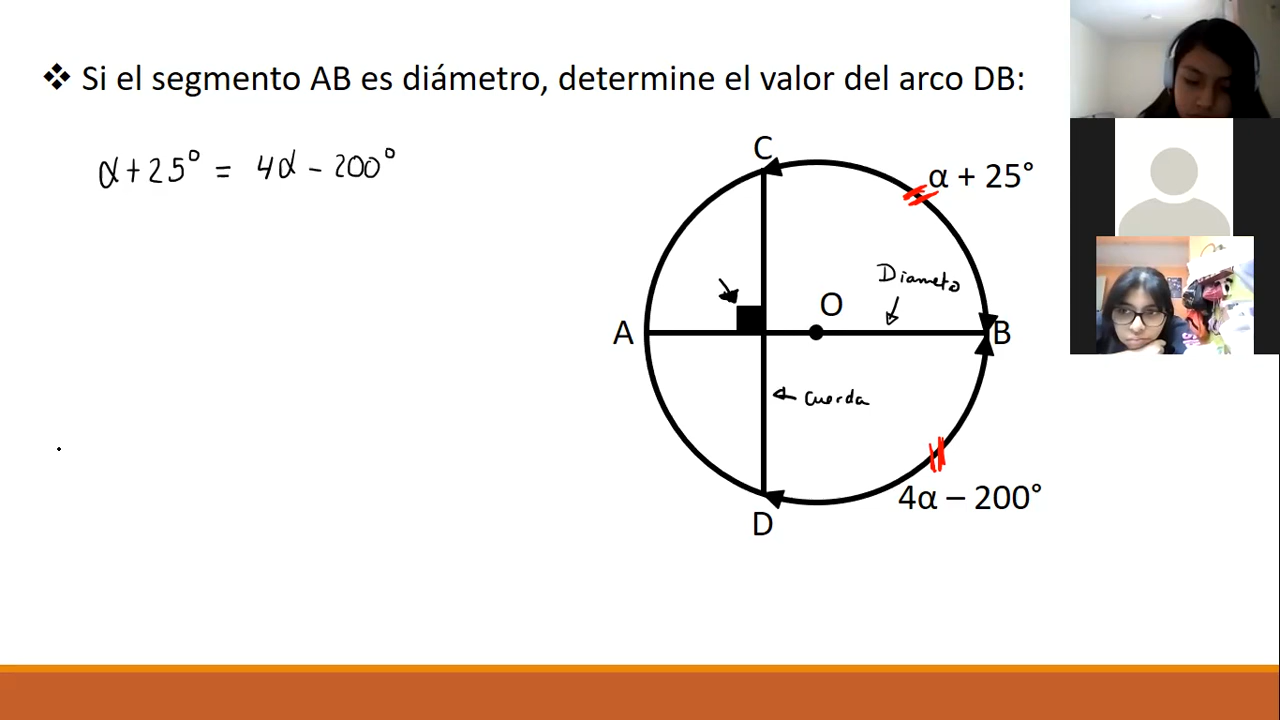 ❖ Si el segmento AB es diámetro, determine el valor del arco DB:
α + 25° = 4α - 200°
C
α + 25°
Diametro
O
A
B
← cuerda
4α – 200°
D